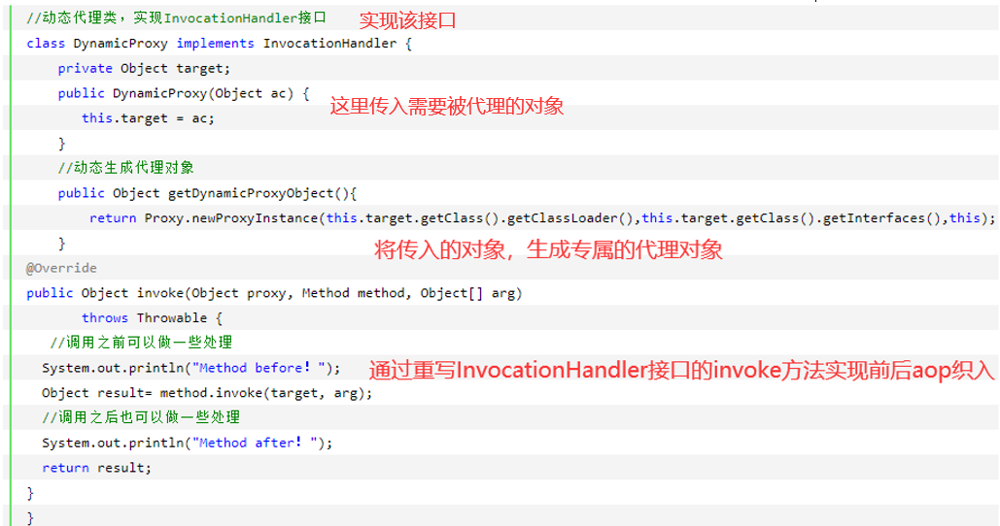 //动态代理类，实现InvocationHandler接口 实现该接口
class DynamicProxy implements InvocationHandler {
private Object target;
public DynamicProxy(Object ac) {
这里传入需要被代理的对象
this.target = ac;
}
//动态生成代理对象
public Object getDynamicProxyObject(){
return Proxy.newProxyInstance(this.target.getClass().getClassLoader(),this.target.getClass().getInterfaces(),this);
}
将传入的对象，生成专属的代理对象
@Override
public Object invoke(Object proxy, Method method, Object[] arg)
throws Throwable {
//调用之前可以做一些处理
System.out.println("Method before！");
通过重写InvocationHandler接口的invoke方法实现前后aop织入
Object result= method.invoke(target, arg);
//调用之后也可以做一些处理
System.out.println("Method after！");
return result;
}
}